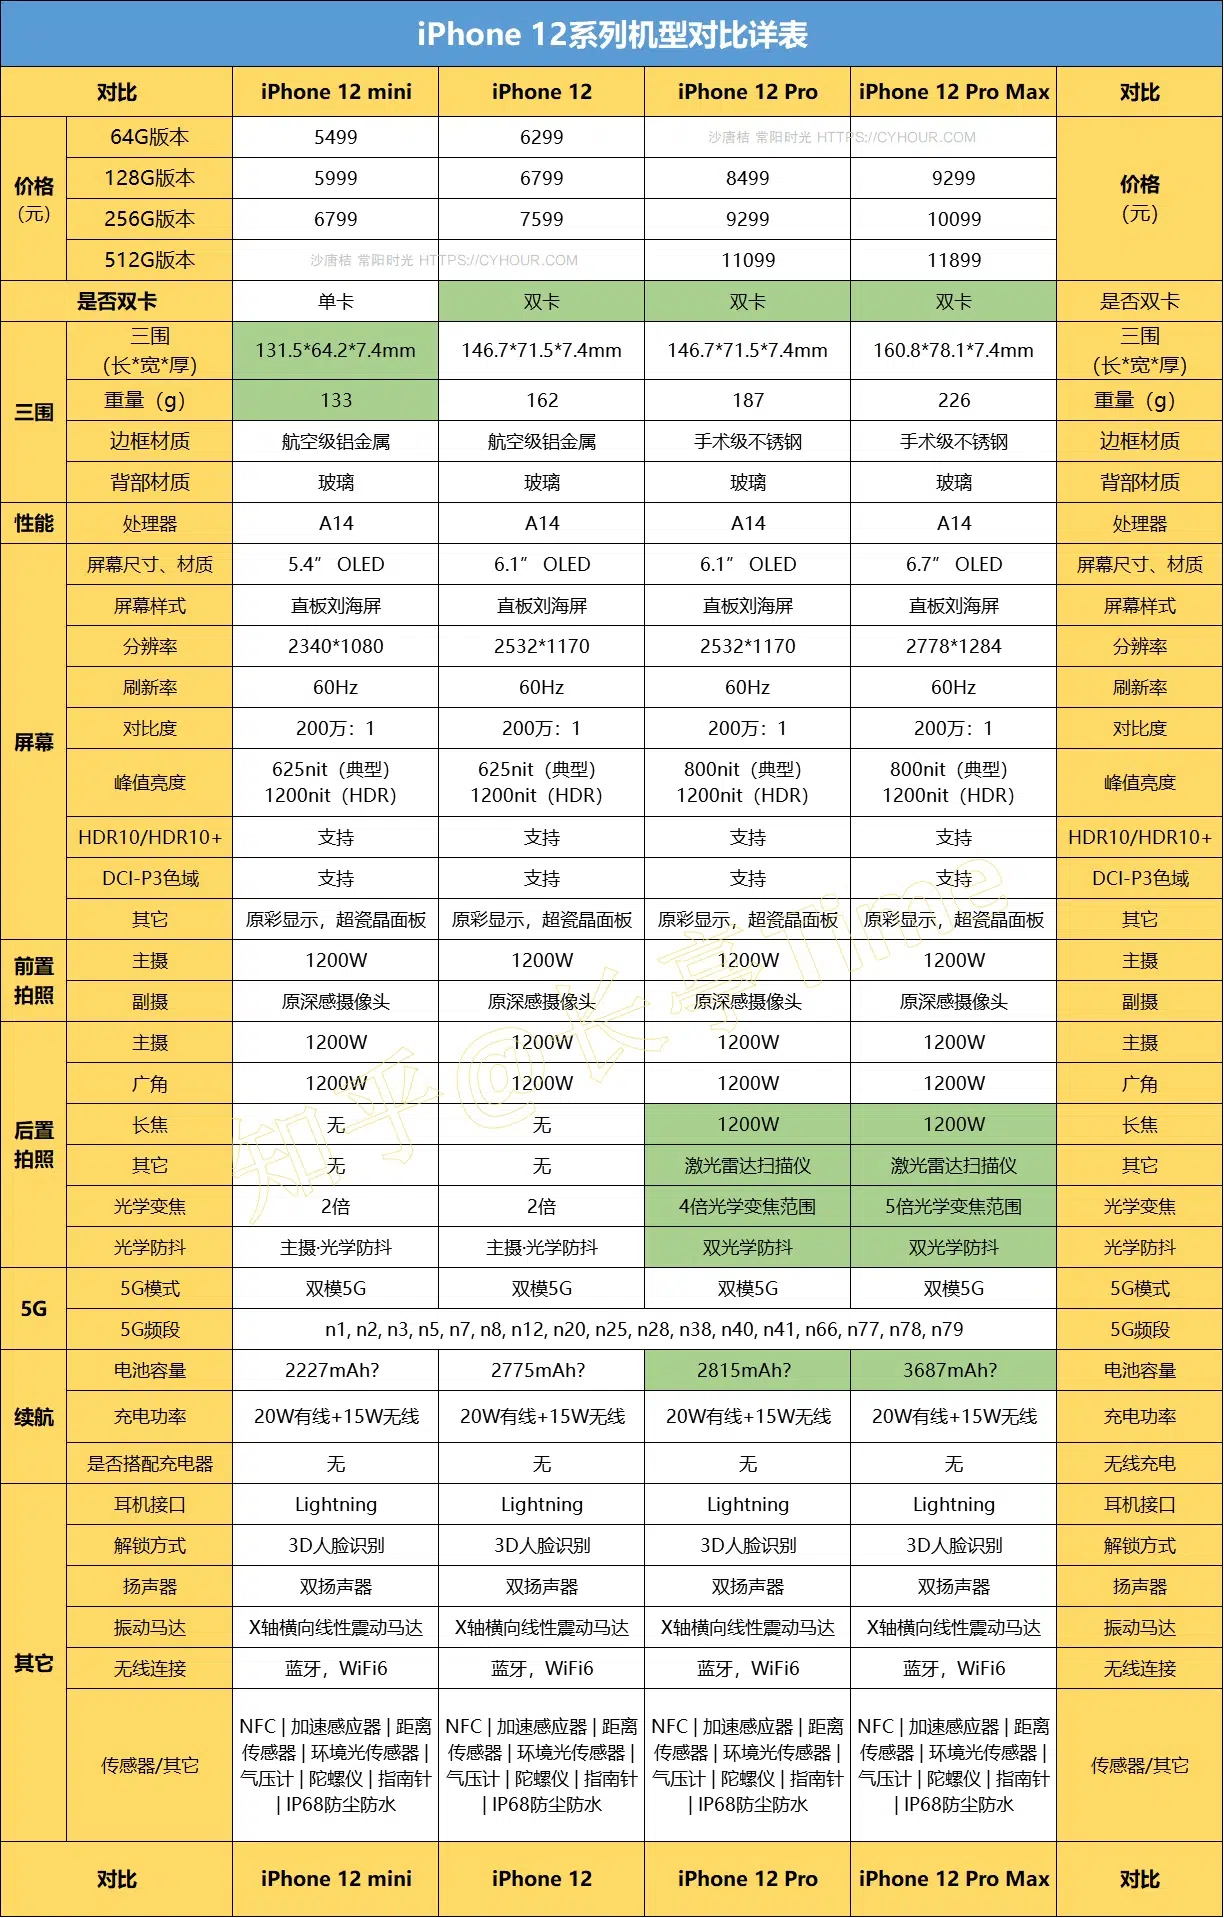 iPhone 12系列机型对比详表
对比 iPhone 12 mini iPhone 12 iPhone 12 Pro iPhone 12 Pro Max 对比
价格
(元)
64G版本 5499 6299 沙唐桔 常阳时光 HTTPS://CYHOUR.COM
128G版本 5999 6799 8499 9299
价格
(元)
256G版本 6799 7599 9299 10099
512G版本 沙唐桔 常阳时光 HTTPS://CYHOUR.COM 11099 11899
是否双卡 单卡 双卡 双卡 双卡 是否双卡
三围
三围
(长*宽*厚)
131.5*64.2*7.4mm 146.7*71.5*7.4mm 146.7*71.5*7.4mm 160.8*78.1*7.4mm
三围
(长*宽*厚)
重量（g） 133 162 187 226 重量（g）
边框材质 航空级铝金属 航空级铝金属 手术级不锈钢 手术级不锈钢 边框材质
背部材质 玻璃 玻璃 玻璃 玻璃 背部材质
性能 处理器 A14 A14 A14 A14 处理器
屏幕
屏幕尺寸、材质 5.4” OLED 6.1” OLED 6.1” OLED 6.7” OLED 屏幕尺寸、材质
屏幕样式 直板刘海屏 直板刘海屏 直板刘海屏 直板刘海屏 屏幕样式
分辨率 2340*1080 2532*1170 2532*1170 2778*1284 分辨率
刷新率 60Hz 60Hz 60Hz 60Hz 刷新率
对比度 200万：1 200万：1 200万：1 200万：1 对比度
峰值亮度
625nit（典型） 625nit（典型） 800nit（典型） 800nit（典型）
1200nit（HDR） 1200nit（HDR） 1200nit（HDR） 1200nit（HDR）
峰值亮度
HDR10/HDR10+ 支持 支持 支持 支持 HDR10/HDR10+
DCI-P3色域 支持 支持 支持 支持 DCI-P3色域
其它 原彩显示，超瓷晶面板 原彩显示，超瓷晶面板 原彩显示，超瓷晶面板 原彩显示，超瓷晶面板 其它
前置
拍照
主摄 1200W 1200W 1200W 1200W 主摄
副摄 原深感摄像头 原深感摄像头 原深感摄像头 原深感摄像头 副摄
知乎@长亭Time
后置
拍照
主摄 1200W 1200W 1200W 1200W 主摄
广角 1200W 1200W 1200W 1200W 广角
长焦 无 无 1200W 1200W 长焦
其它 无 无 激光雷达扫描仪 激光雷达扫描仪 其它
光学变焦 2倍 2倍 4倍光学变焦范围 5倍光学变焦范围 光学变焦
光学防抖 主摄·光学防抖 主摄·光学防抖 双光学防抖 双光学防抖 光学防抖
5G
5G模式 双模5G 双模5G 双模5G 双模5G 5G模式
5G频段 n1, n2, n3, n5, n7, n8, n12, n20, n25, n28, n38, n40, n41, n66, n77, n78, n79 5G频段
续航
电池容量 2227mAh? 2775mAh? 2815mAh? 3687mAh? 电池容量
充电功率 20W有线+15W无线 20W有线+15W无线 20W有线+15W无线 20W有线+15W无线 充电功率
是否搭配充电器 无 无 无 无 无线充电
其它
耳机接口 Lightning Lightning Lightning Lightning 耳机接口
解锁方式 3D人脸识别 3D人脸识别 3D人脸识别 3D人脸识别 解锁方式
扬声器 双扬声器 双扬声器 双扬声器 双扬声器 扬声器
振动马达 X轴横向线性震动马达 X轴横向线性震动马达 X轴横向线性震动马达 X轴横向线性震动马达 振动马达
无线连接 蓝牙，WiFi6 蓝牙，WiFi6 蓝牙，WiFi6 蓝牙，WiFi6 无线连接
传感器/其它
NFC | 加速感应器 | 距离 NFC | 加速感应器 | 距离 NFC | 加速感应器 | 距离 NFC | 加速感应器 | 距离
传感器 | 环境光传感器 | 传感器 | 环境光传感器 | 传感器 | 环境光传感器 | 传感器 | 环境光传感器 |
气压计 | 陀螺仪 | 指南针 气压计 | 陀螺仪 | 指南针 气压计 | 陀螺仪 | 指南针 气压计 | 陀螺仪 | 指南针
| IP68防尘防水 | IP68防尘防水 | IP68防尘防水 | IP68防尘防水
传感器/其它
对比 iPhone 12 mini iPhone 12 iPhone 12 Pro iPhone 12 Pro Max 对比